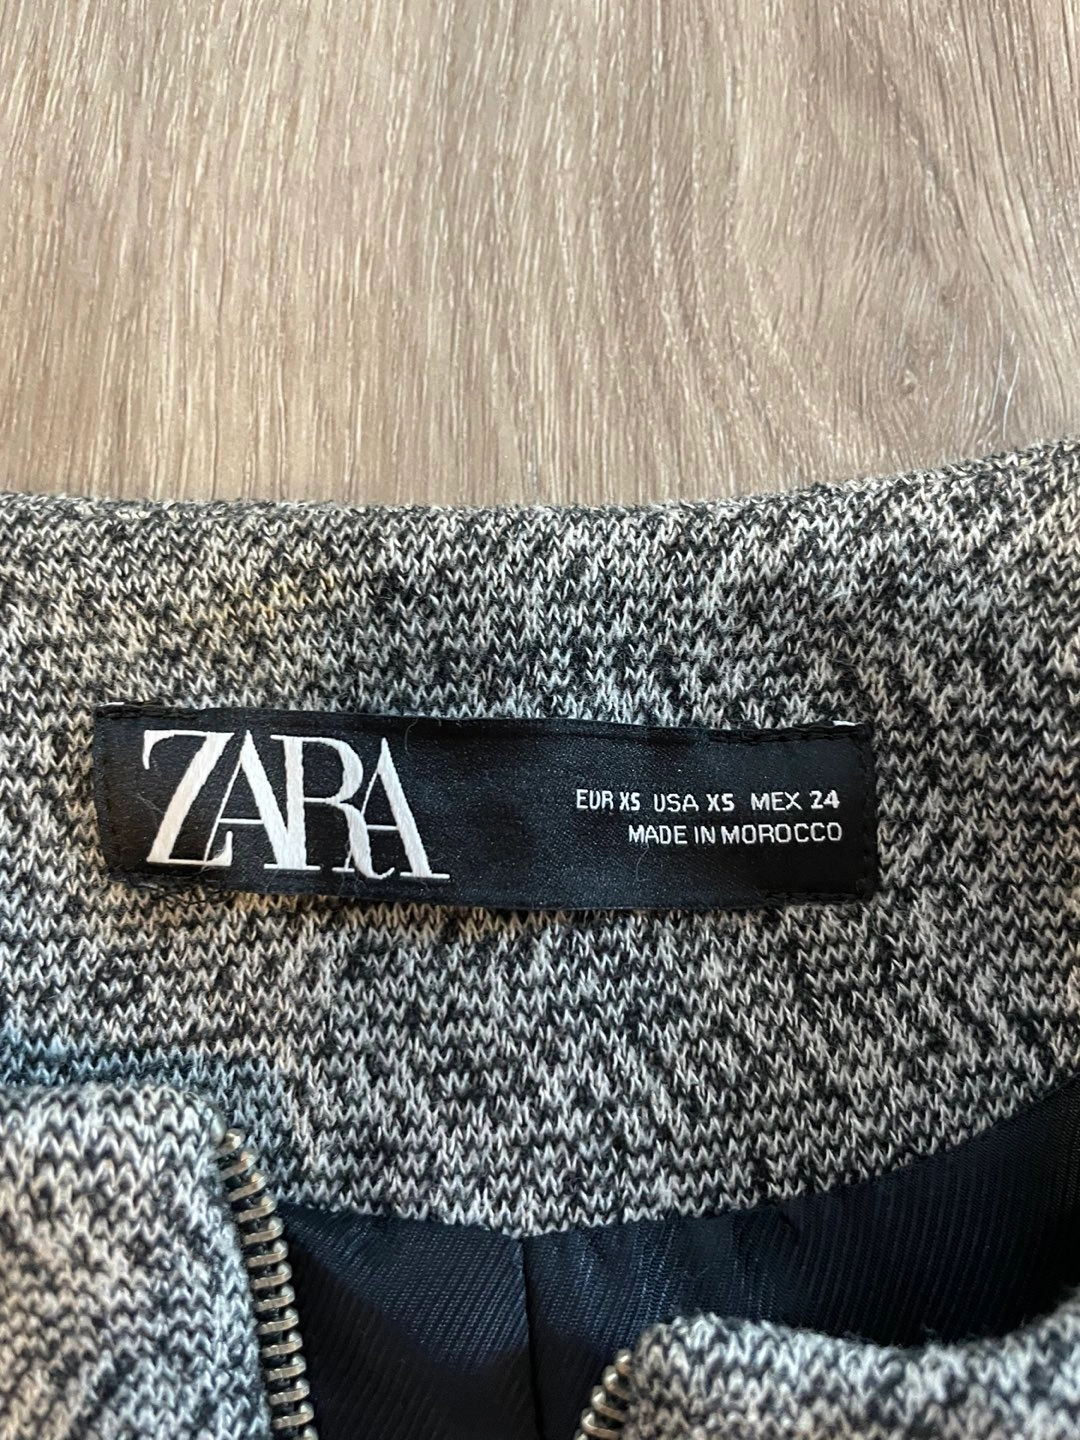 ZARA
EUR XS USA XS MEX 24
MADE IN MOROCCO